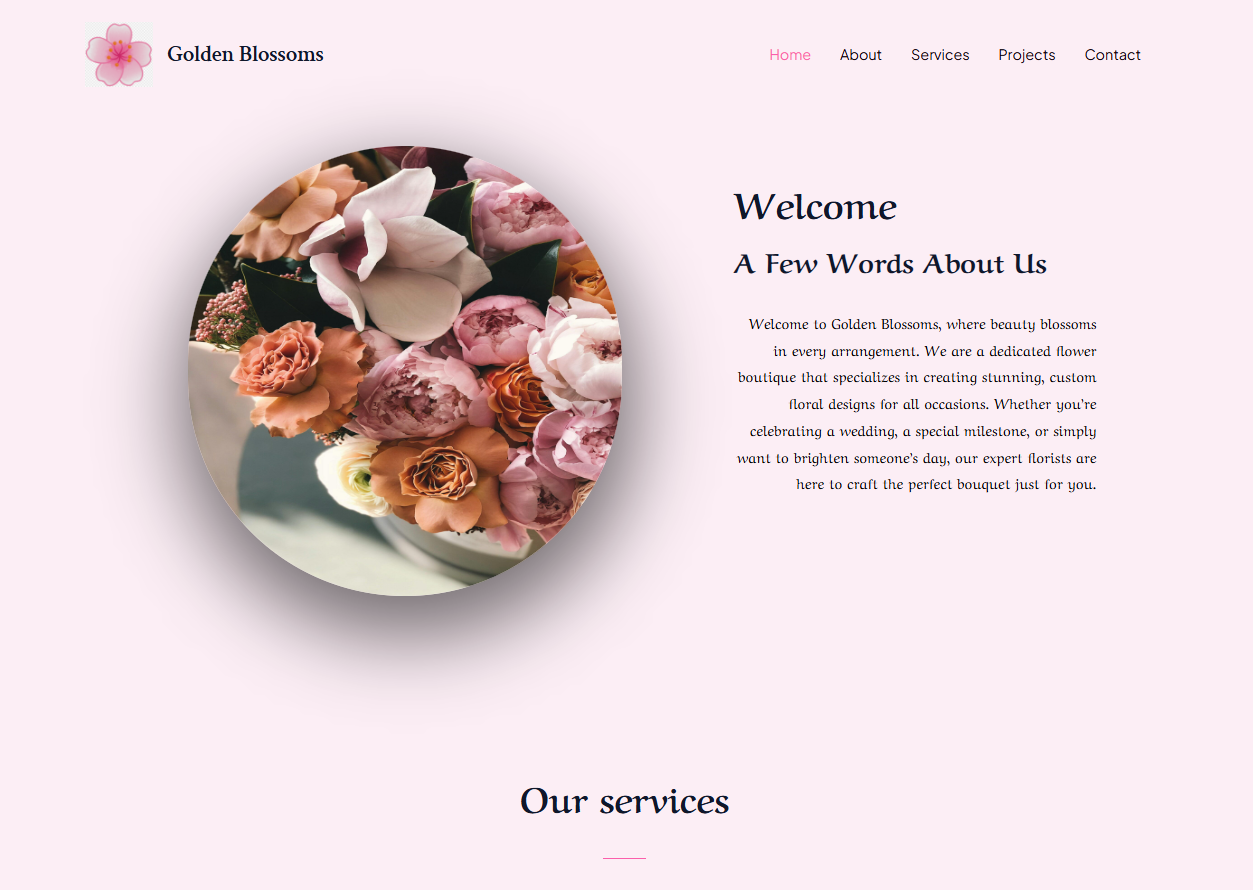 Golden Blossoms
Home About Services Projects Contact
Welcome
A Few Words About Us
Welcome to Golden Blossoms, where beauty blossoms
in every arrangement. We are a dedicated flower
boutique that specializes in creating stunning, custom
floral designs for all occasions. Whether you're
celebrating a wedding, a special milestone, or simply
want to brighten someone's day, our expert florists are
here to craft the perfect bouquet just for you.
Our services